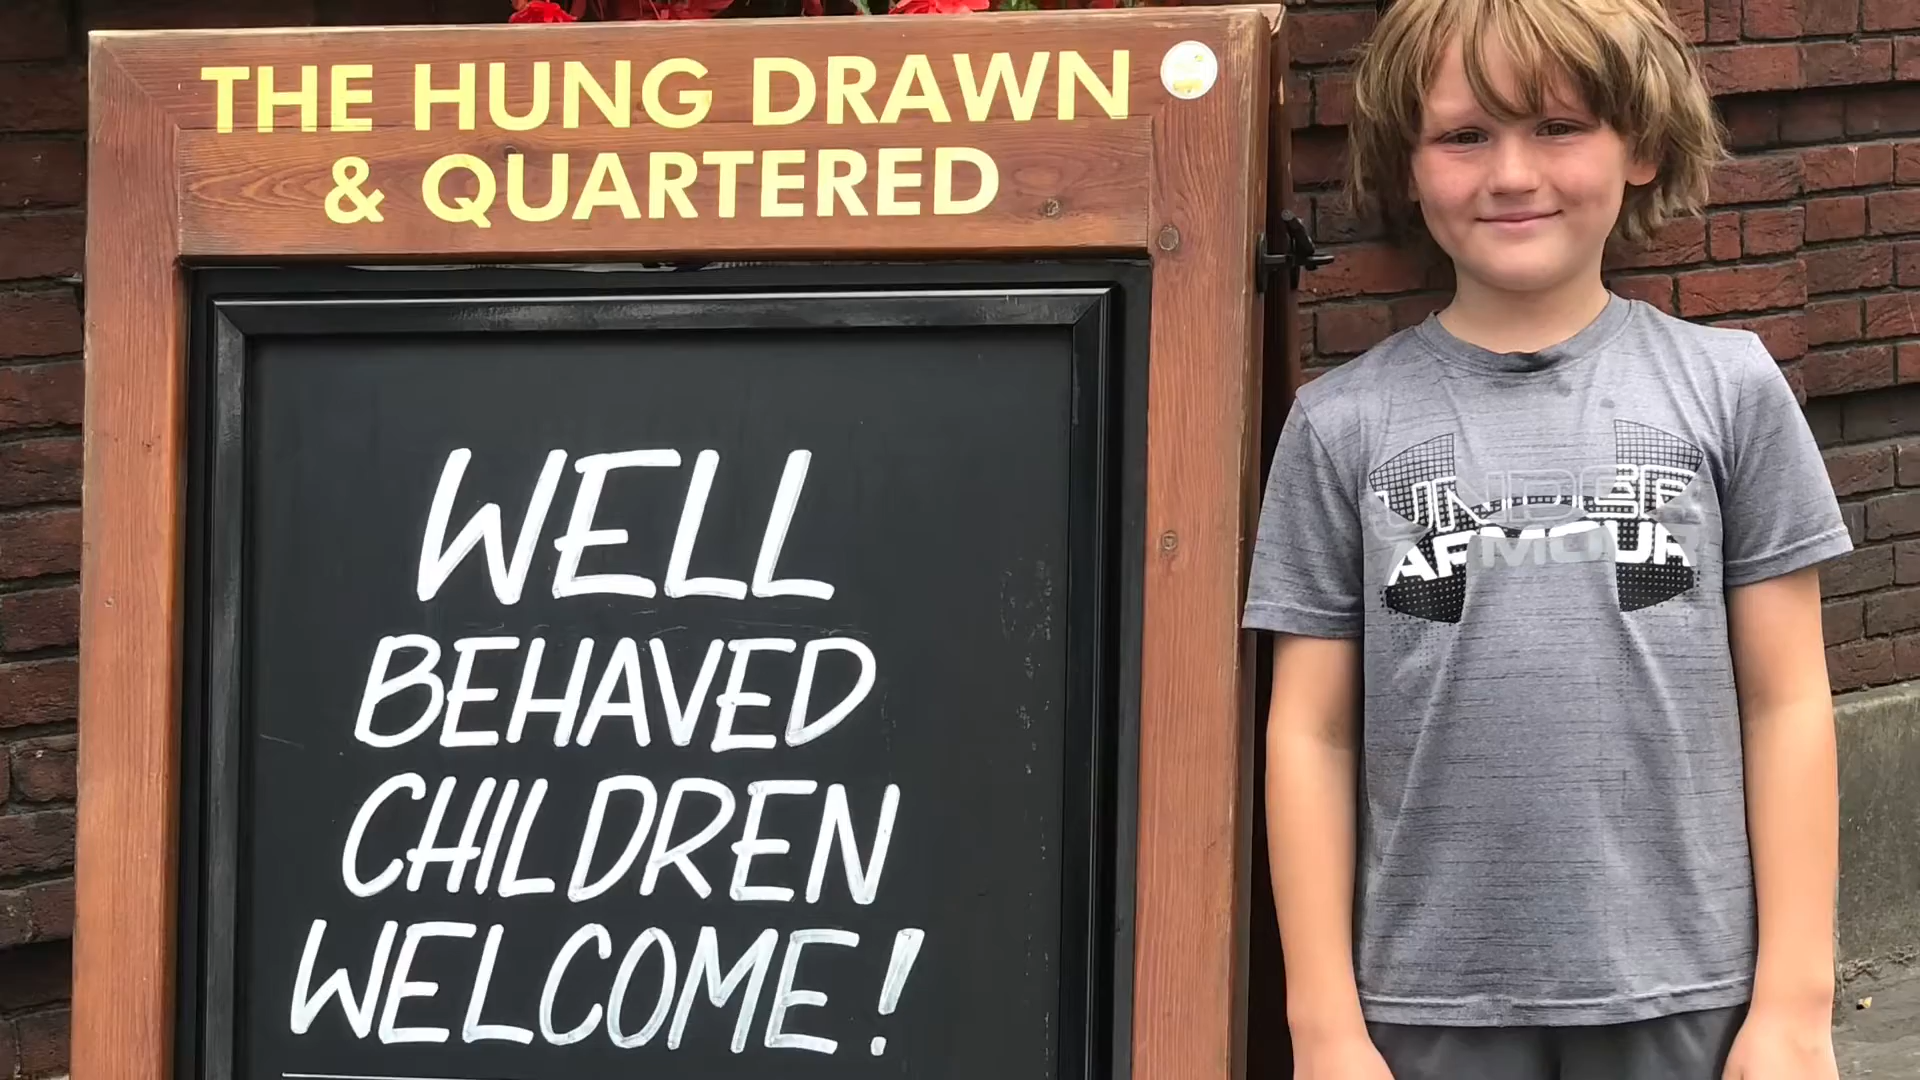 THE HUNG DRAWN
& QUARTERED
WELL
BEHAVED
CHILDREN
WELCOME!
UNDER
ARMOUR